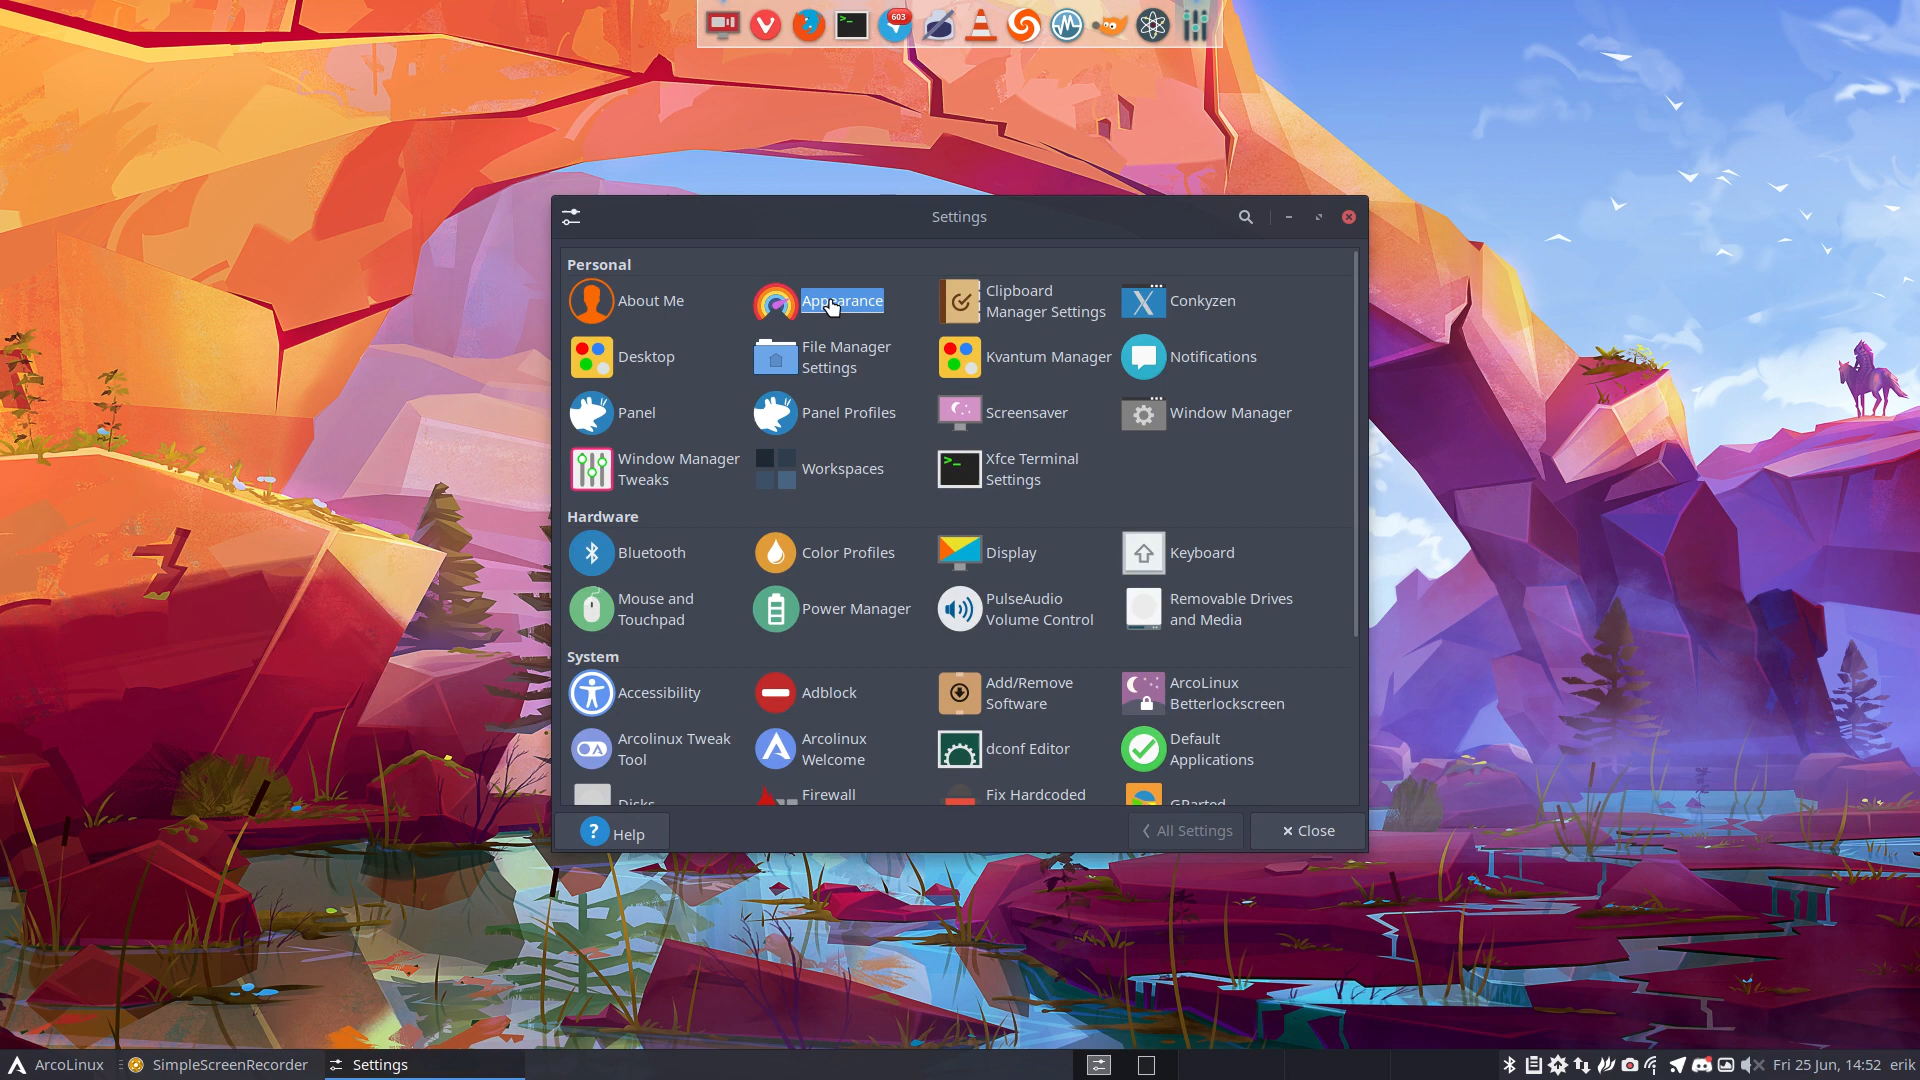 603
Settings
Personal
About Me
Appearance
Clipboard
Manager Settings
Conkyzen
Desktop
File Manager
Settings
Kvantum Manager
Notifications
Panel
Panel Profiles
Screensaver
Window Manager
Window Manager
Tweaks
Workspaces
Xfce Terminal
Settings
Hardware
Bluetooth
Color Profiles
Display
Keyboard
Mouse and
Touchpad
Power Manager
PulseAudio
Volume Control
Removable Drives
and Media
System
Accessibility
Adblock
Add/Remove
Software
ArcoLinux
Betterlockscreen
Arcolinux Tweak
Tool
Arcolinux
Welcome
dconf Editor
Default
Applications
Disks
Firewall
Fix Hardcoded
GParted
? Help
All Settings
Close
ArcoLinux
SimpleScreenRecorder
Settings
Fri 25 Jun, 14:52
erik